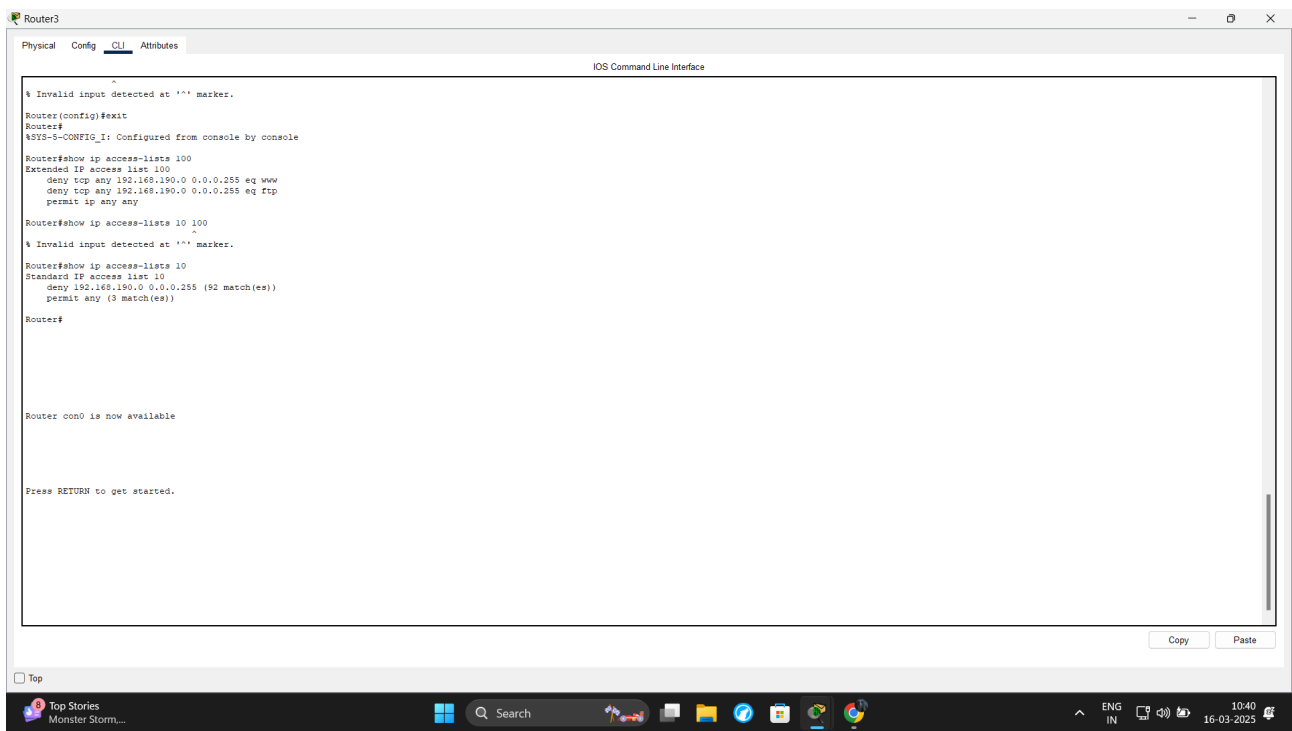 Router3
Physical Config CLI Attributes
IOS Command Line Interface
^
% Invalid input detected at '^' marker.
Router(config)#exit
Router#
%SYS-5-CONFIG_I: Configured from console by console
Router#show ip access-lists 100
Extended IP access list 100
deny tcp any 192.168.190.0 0.0.0.255 eq www
deny tcp any 192.168.190.0 0.0.0.255 eq ftp
permit ip any any
Router#show ip access-lists 10 100
^
% Invalid input detected at '^' marker.
Router#show ip access-lists 10
Standard IP access list 10
deny 192.168.190.0 0.0.0.255 (92 match(es))
permit any (3 match(es))
Router#
Router con0 is now available
Press RETURN to get started.
Copy Paste
Top
8 Top Stories
Monster Storm,...
Search
ENG
IN
10:40
16-03-2025